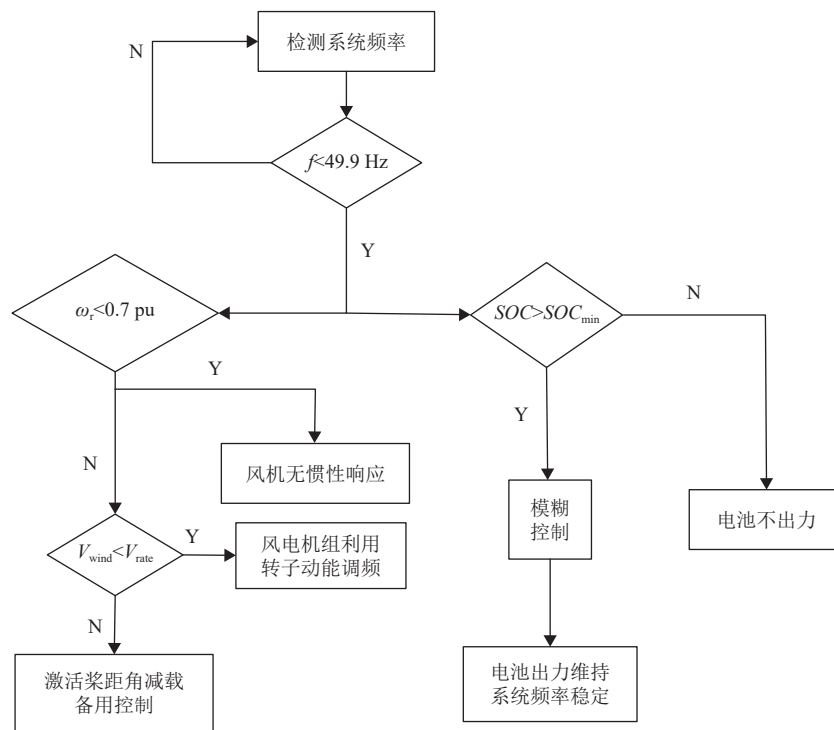 检测系统频率
N
f<49.9 Hz
Y
ωr<0.7 pu
SOC>SOCmin
N
Y
Y
N
风机无惯性响应
模糊
控制
电池不出力
Vwind<Vrate
Y
风电机组利用
转子动能调频
N
激活桨距角减载
备用控制
电池出力维持
系统频率稳定